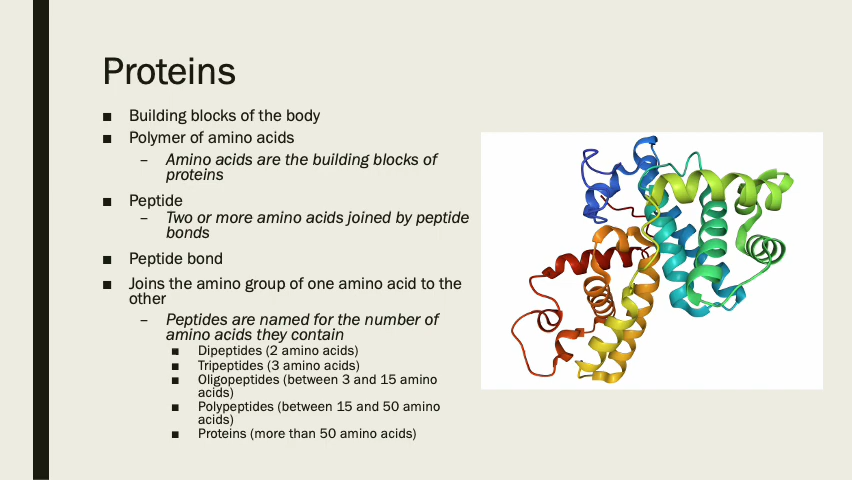 Proteins
■ Building blocks of the body
■ Polymer of amino acids
– Amino acids are the building blocks of
proteins
■ Peptide
– Two or more amino acids joined by peptide
bonds
■ Peptide bond
■ Joins the amino group of one amino acid to the
other
– Peptides are named for the number of
amino acids they contain
■ Dipeptides (2 amino acids)
■ Tripeptides (3 amino acids)
■ Oligopeptides (between 3 and 15 amino
acids)
■ Polypeptides (between 15 and 50 amino
acids)
■ Proteins (more than 50 amino acids)